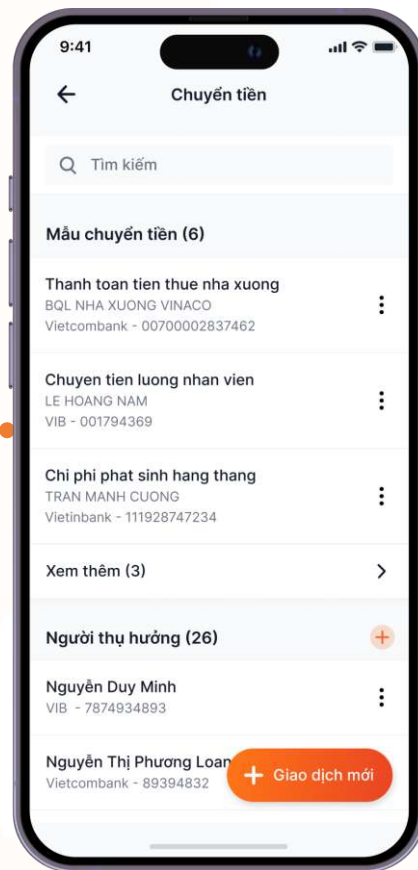 9:41
Chuyển tiền
Tìm kiếm
Mẫu chuyển tiền (6)
Thanh toan tien thue nha xuong
BQL NHA XUONG VINACO
Vietcombank - 00700002837462
Chuyen tien luong nhan vien
LE HOANG NAM
VIB - 001794369
Chi phi phat sinh hang thang
TRAN MANH CUONG
Vietinbank - 111928747234
Xem thêm (3)
Người thụ hưởng (26)
Nguyễn Duy Minh
VIB - 7874934893
Nguyễn Thị Phương Loan
Vietcombank - 89394832
Giao dịch mới